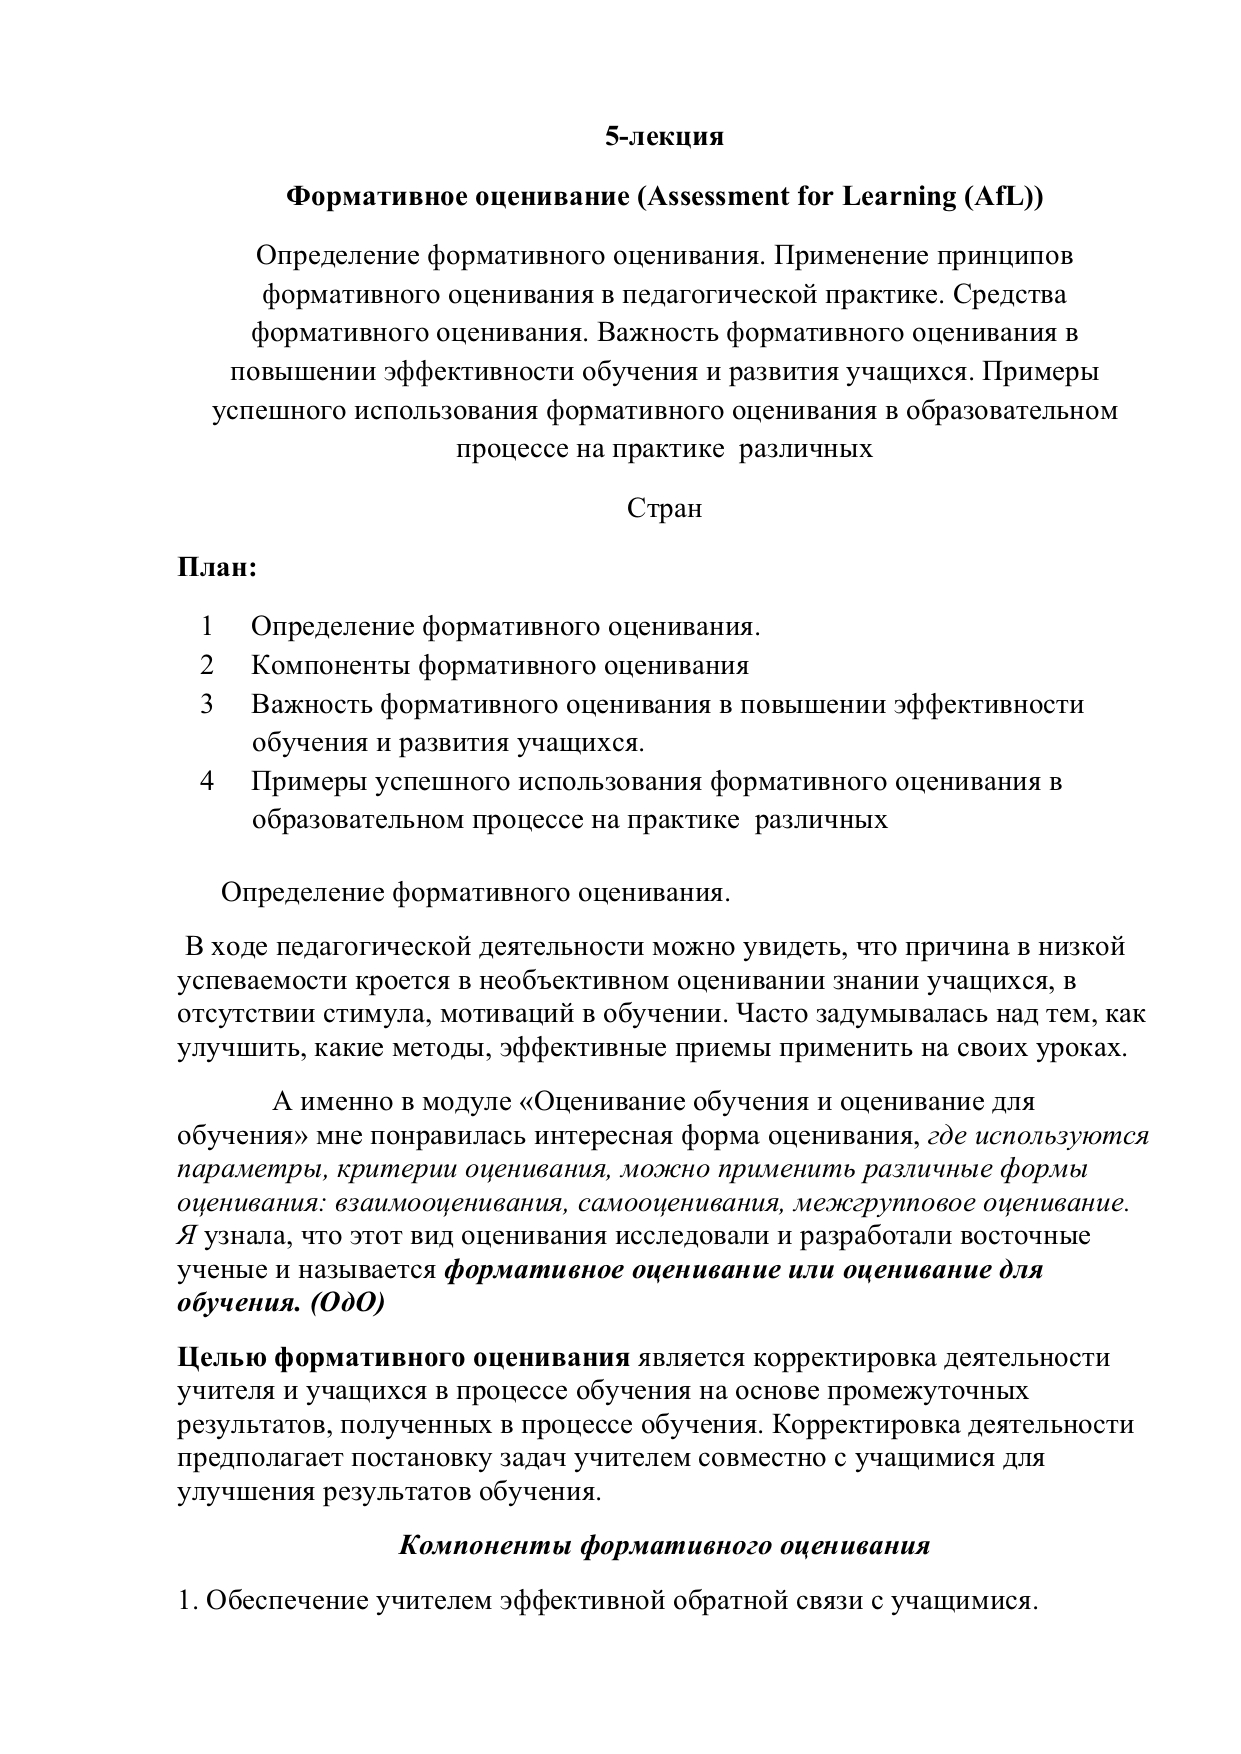 5-лекция
Формативное оценивание (Assessment for Learning (AfL))
Определение формативного оценивания. Применение принципов
формативного оценивания в педагогической практике. Средства
формативного оценивания. Важность формативного оценивания в
повышении эффективности обучения и развития учащихся. Примеры
успешного использования формативного оценивания в образовательном
процессе на практике  различных
Стран
План:
1 Определение формативного оценивания.
2 Компоненты формативного оценивания
3 Важность формативного оценивания в повышении эффективности
обучения и развития учащихся.
4 Примеры успешного использования формативного оценивания в
образовательном процессе на практике  различных
Определение формативного оценивания.
В ходе педагогической деятельности можно увидеть, что причина в низкой
успеваемости кроется в необъективном оценивании знании учащихся, в
отсутствии стимула, мотиваций в обучении. Часто задумывалась над тем, как
улучшить, какие методы, эффективные приемы применить на своих уроках.
А именно в модуле «Оценивание обучения и оценивание для
обучения» мне понравилась интересная форма оценивания, где используются
параметры, критерии оценивания, можно применить различные формы
оценивания: взаимооценивания, самооценивания, межгрупповое оценивание.
Я узнала, что этот вид оценивания исследовали и разработали восточные
ученые и называется формативное оценивание или оценивание для
обучения. (ОдО)
Целью формативного оценивания является корректировка деятельности
учителя и учащихся в процессе обучения на основе промежуточных
результатов, полученных в процессе обучения. Корректировка деятельности
предполагает постановку задач учителем совместно с учащимися для
улучшения результатов обучения.
Компоненты формативного оценивания
1. Обеспечение учителем эффективной обратной связи с учащимися.